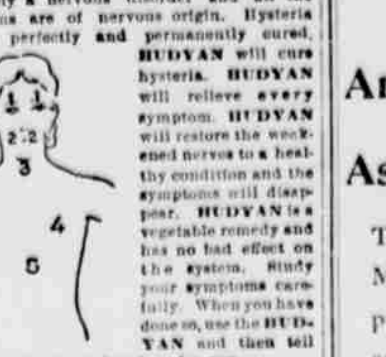 a nervous disorder and
are of nervous origin. Hysteria
perfectly and permanently cured.
HUDYAN will cure
hysteria. HUDYAN
will relieve every
symptom. HUDYAN
will restore the weak-
ened nerves to a heal-
thy condition and the
symptoms will disap-
pear. HUDYAN is a
vegetable remedy and
has no bad effect on
the system. Study
your symptoms care-
fully. When you have
done so, use the HUD-
YAN and then tell
1 1
2 2
3
4
5
As